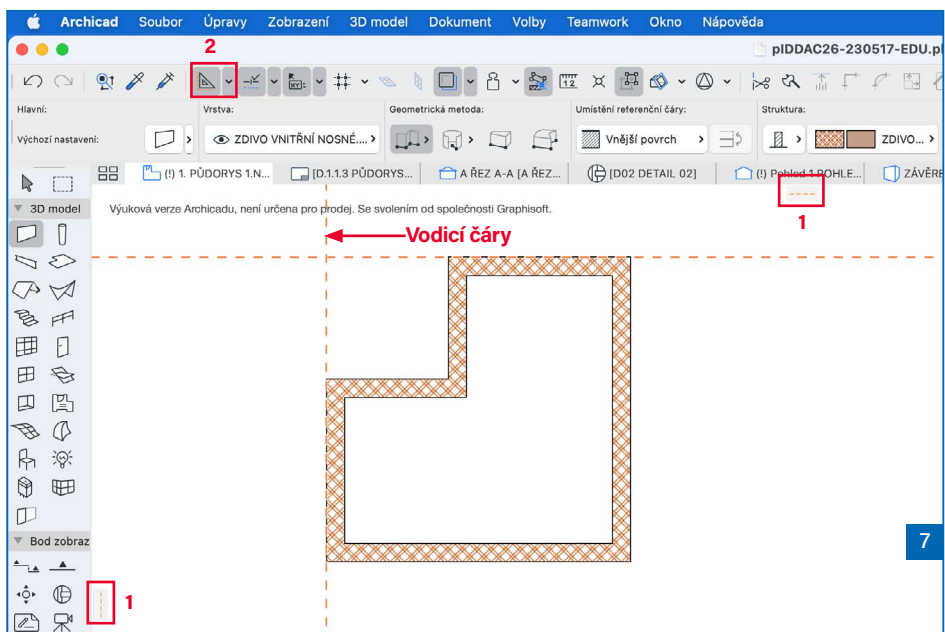 Archicad Soubor Úpravy Zobrazení 3D model Dokument Volby Teamwork Okno Nápověda
2
pIDDAC26-230517-EDU.pl
Hlavní: Vrstva: Geometrická metoda: Umístění referenční čáry: Struktura:
Výchozí nastavení: ZDIVO VNITŘNÍ NOSNÉ.... Vnější povrch ZDIVO...
(!) 1. PŮDORYS 1.N... [D.1.1.3 PŮDORYS... A ŘEZ A-A [A ŘEZ... [D02 DETAIL 02] (!) Pohled 1 POHLE... ZÁVĚRE
3D model
Výuková verze Archicadu, není určena pro prodej. Se svolením od společnosti Graphisoft.
1
Vodicí čáry
7
Bod zobraz
1